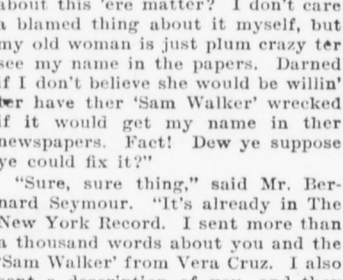 about this 'ere matter? I don't care
a blamed thing about it myself, but
my old woman is just plum crazy ter
see my name in the papers. Darned
if I don't believe she would be willin'
ter have ther 'Sam Walker' wrecked
if it would get my name in ther
newspapers. Fact! Dew ye suppose
ye could fix it?"
"Sure, sure thing," said Mr. Ber-
nard Seymour. "It's already in The
New York Record. I sent more than
a thousand words about you and the
'Sam Walker' from Vera Cruz. I also